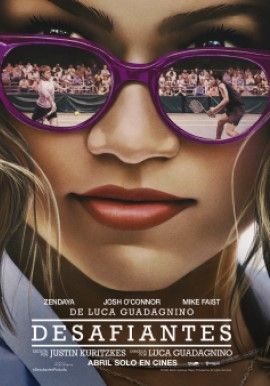 ZENDAYA JOSH O'CONNOR MIKE FAIST
DE LUCA GUADAGNINO
DESAFIANTES
JUSTIN KURITZKES LUCA GUADAGNINO
ABRIL SOLO EN CINES